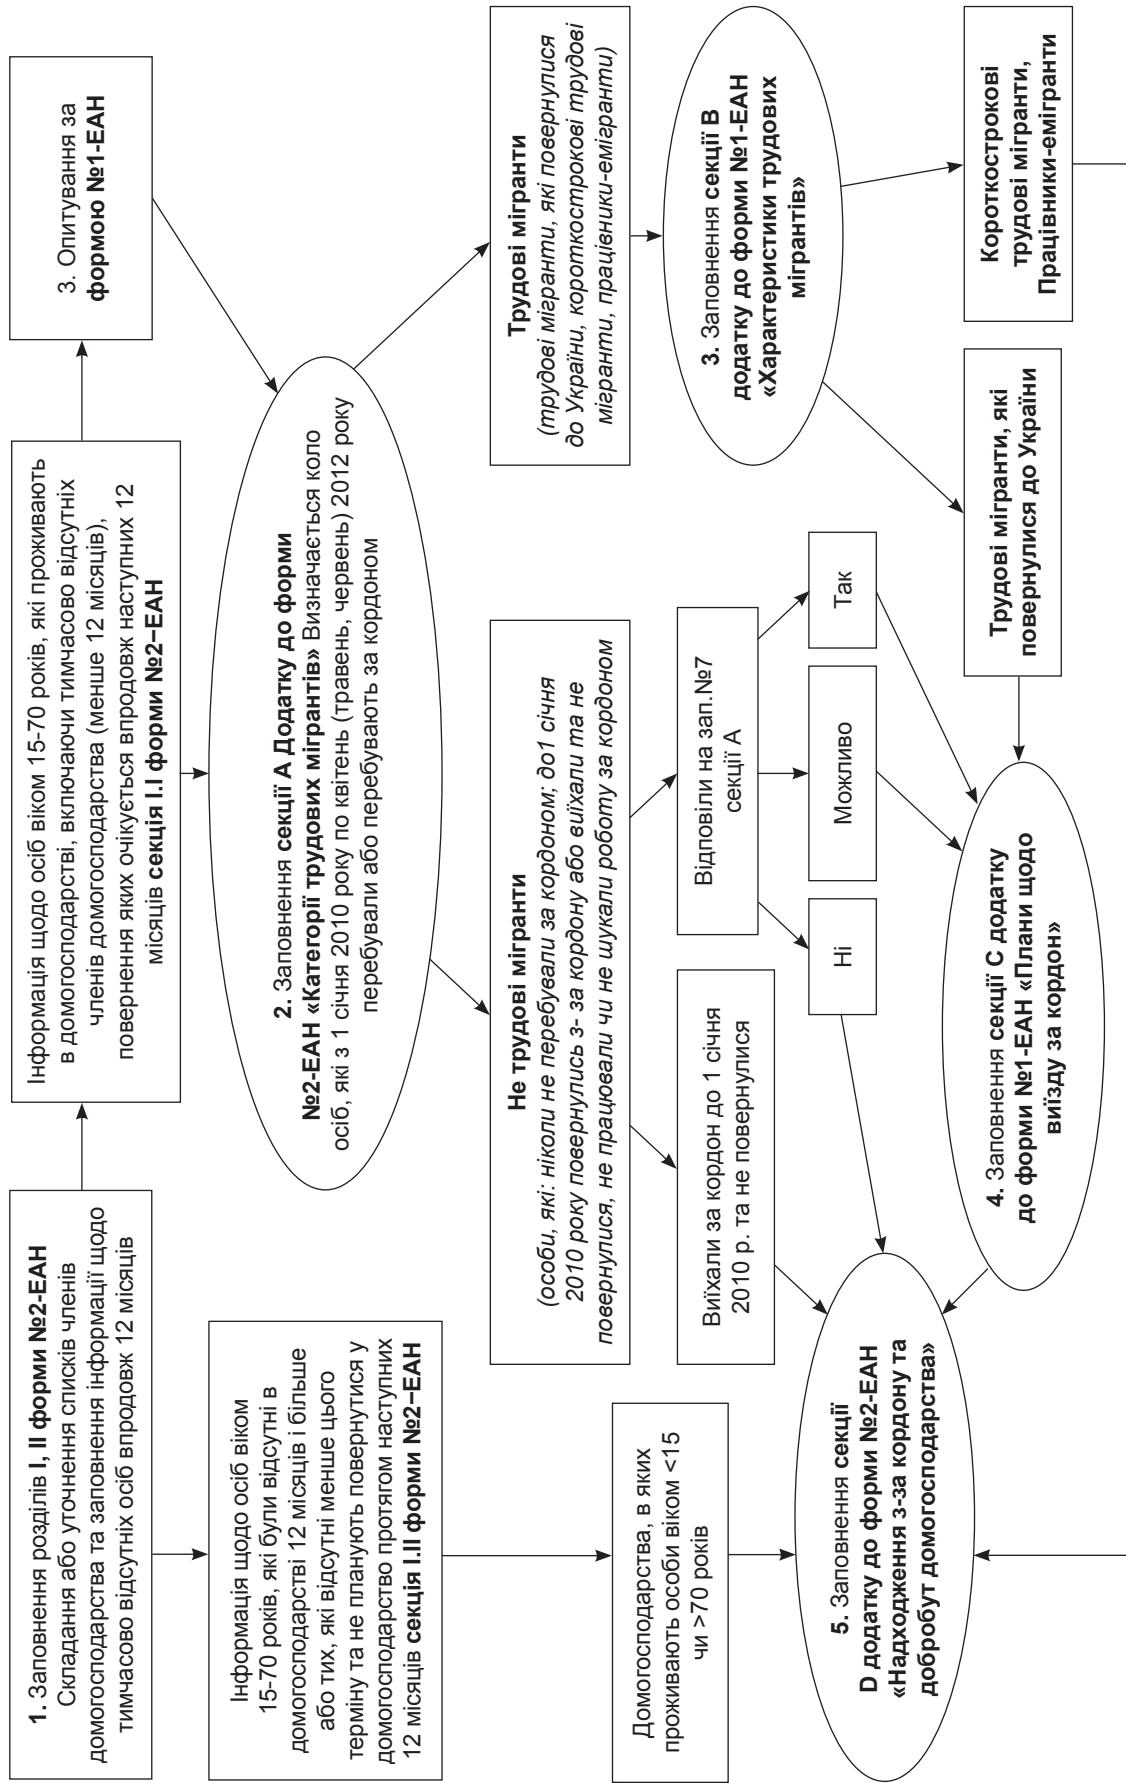 1. Заповнення розділів I, II форми №2-ЕАН
Складання або уточнення списків членів
домогосподарства та заповнення інформації щодо
тимчасово відсутніх осіб впродовж 12 місяців
Інформація щодо осіб віком 15-70 років, які проживають
в домогосподарстві, включаючи тимчасово відсутніх
членів домогосподарства (менше 12 місяців),
повернення яких очікується впродовж наступних 12
місяців секція I.I форми №2–ЕАН
3. Опитування за
формою №1-ЕАН
Інформація щодо осіб віком
15-70 років, які були відсутні в
домогосподарстві 12 місяців і більше
або тих, які відсутні менше цього
терміну та не планують повернутися у
домогосподарство протягом наступних
12 місяців секція I.II форми №2–ЕАН
2. Заповнення секції А Додатку до форми
№2-ЕАН «Категорії трудових мігрантів» Визначається коло
осіб, які з 1 січня 2010 року по квітень (травень, червень) 2012 року
перебували або перебувають за кордоном
Не трудові мігранти
(особи, які: ніколи не перебували за кордоном; до1 січня
2010 року повернулись з- за кордону або виїхали та не
повернулися, не працювали чи не шукали роботу за кордоном
Трудові мігранти
(трудові мігранти, які повернулися
до України, короткострокові трудові
мігранти, працівники-емігранти)
Домогосподарства, в яких
проживають особи віком <15
чи >70 років
Виїхали за кордон до 1 січня
2010 р. та не повернулися
Відповіли на зап.№7
секції А
Ні
Можливо
Так
3. Заповнення секції В
додатку до форми №1-ЕАН
«Характеристики трудових
мігрантів»
5. Заповнення секції
D додатку до форми №2-ЕАН
«Надходження з-за кордону та
добробут домогосподарства»
4. Заповнення секції С додатку
до форми №1-ЕАН «Плани щодо
виїзду за кордон»
Трудові мігранти, які
повернулися до України
Короткострокові
трудові мігранти,
Працівники-емігранти